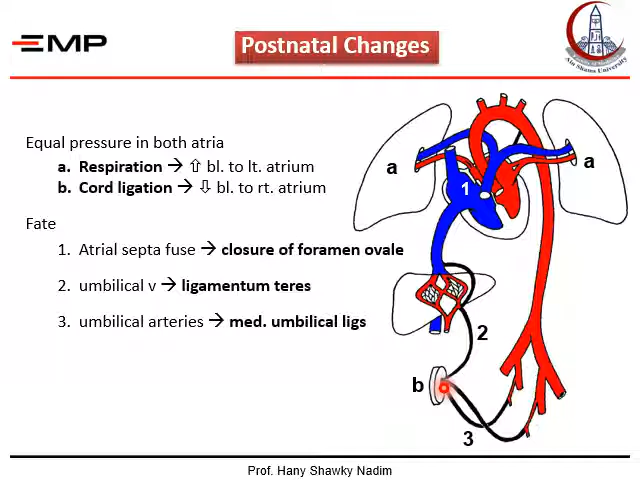 EMP
Postnatal Changes
Ain Shams University
Equal pressure in both atria
a. Respiration → ⇧ bl. to lt. atrium
b. Cord ligation → ⇩ bl. to rt. atrium
Fate
1. Atrial septa fuse → closure of foramen ovale
2. umbilical v → ligamentum teres
3. umbilical arteries → med. umbilical ligs
a
1
a
2
b
3
Prof. Hany Shawky Nadim